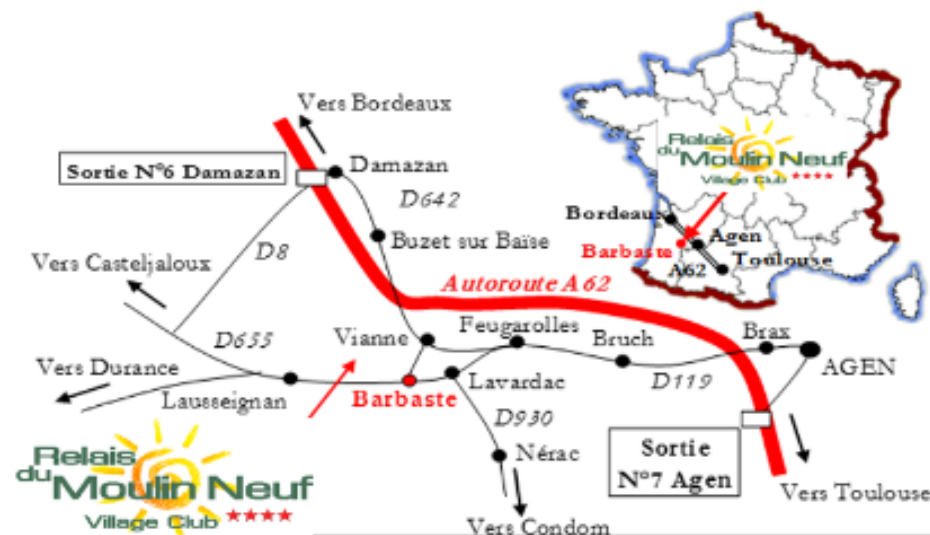 Vers Bordeaux
Sortie N°6 Damazan
Damazan
D642
Buzet sur Baïse
D8
Vers Casteljaloux
Autoroute A62
D655
Vianne
Feugarolles
Bruch
Brax
AGEN
Vers Durance
Lausseignan
Barbaste
Lavardac
D119
D930
Nérac
Sortie
N°7 Agen
Vers Toulouse
Vers Condom
Relais
du Moulin Neuf
Village Club ****
Relais
du Moulin Neuf
Village Club ****
Bordeaux
Barbaste
Agen
Toulouse
A62